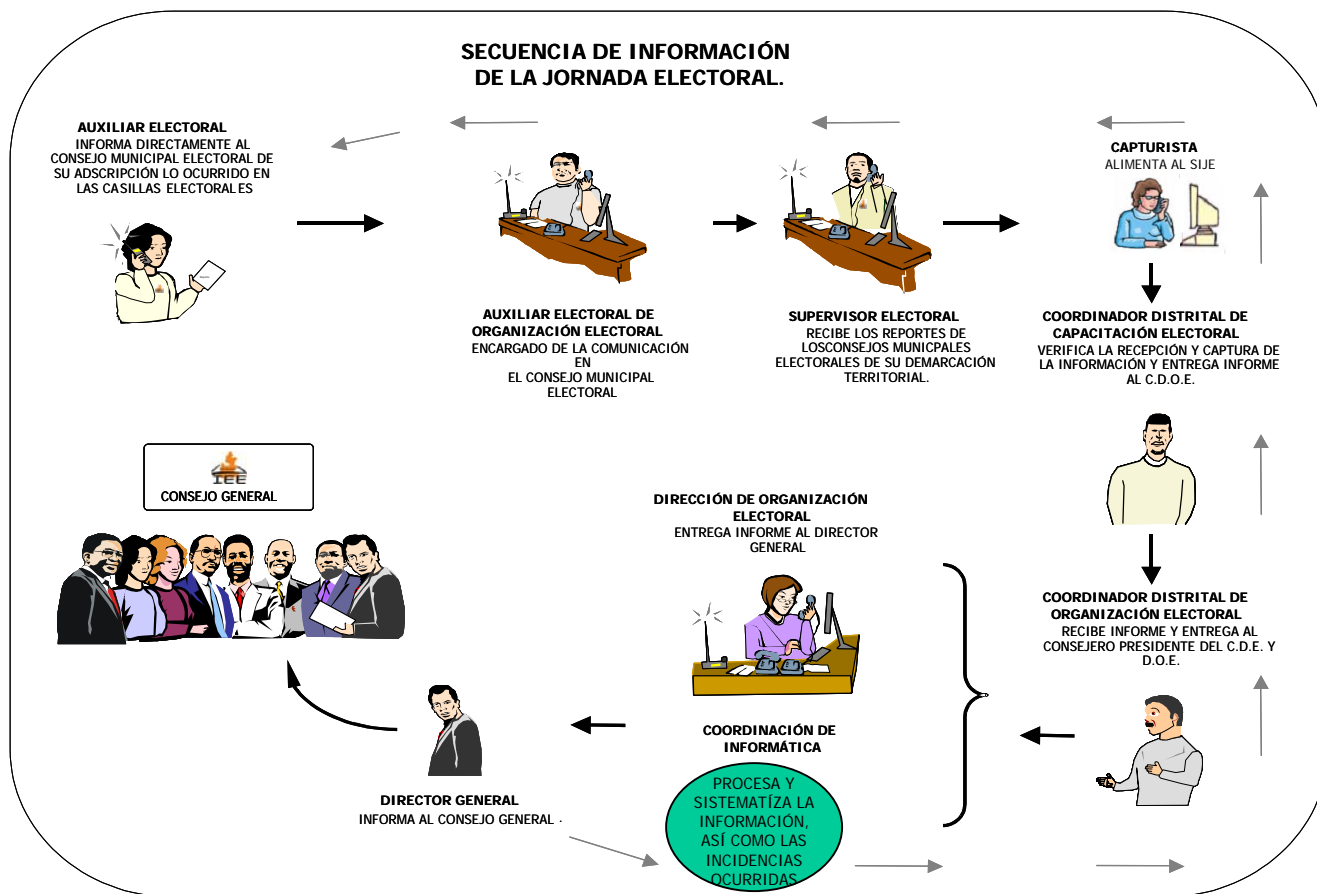 SECUENCIA DE INFORMACIÓN
DE LA JORNADA ELECTORAL.
AUXILIAR ELECTORAL
INFORMA DIRECTAMENTE AL
CONSEJO MUNICIPAL ELECTORAL DE
SU ADSCRIPCIÓN LO OCURRIDO EN
LAS CASILLAS ELECTORALES
AUXILIAR ELECTORAL DE
ORGANIZACIÓN ELECTORAL
ENCARGADO DE LA COMUNICACIÓN
EN
EL CONSEJO MUNICIPAL
ELECTORAL
SUPERVISOR ELECTORAL
RECIBE LOS REPORTES DE
LOSCONSEJOS MUNICPALES
ELECTORALES DE SU DEMARCACIÓN
TERRITORIAL.
CAPTURISTA
ALIMENTA AL SIJE
COORDINADOR DISTRITAL DE
CAPACITACIÓN ELECTORAL
VERIFICA LA RECEPCIÓN Y CAPTURA DE
LA INFORMACIÓN Y ENTREGA INFORME
AL C.D.O.E.
COORDINADOR DISTRITAL DE
ORGANIZACIÓN ELECTORAL
RECIBE INFORME Y ENTREGA AL
CONSEJERO PRESIDENTE DEL C.D.E. Y
D.O.E.
DIRECCIÓN DE ORGANIZACIÓN
ELECTORAL
ENTREGA INFORME AL DIRECTOR
GENERAL
COORDINACIÓN DE
INFORMÁTICA
PROCESA Y
SISTEMATÍZA LA
INFORMACIÓN,
ASÍ COMO LAS
INCIDENCIAS
OCURRIDAS
DIRECTOR GENERAL
INFORMA AL CONSEJO GENERAL .
IEE
CONSEJO GENERAL